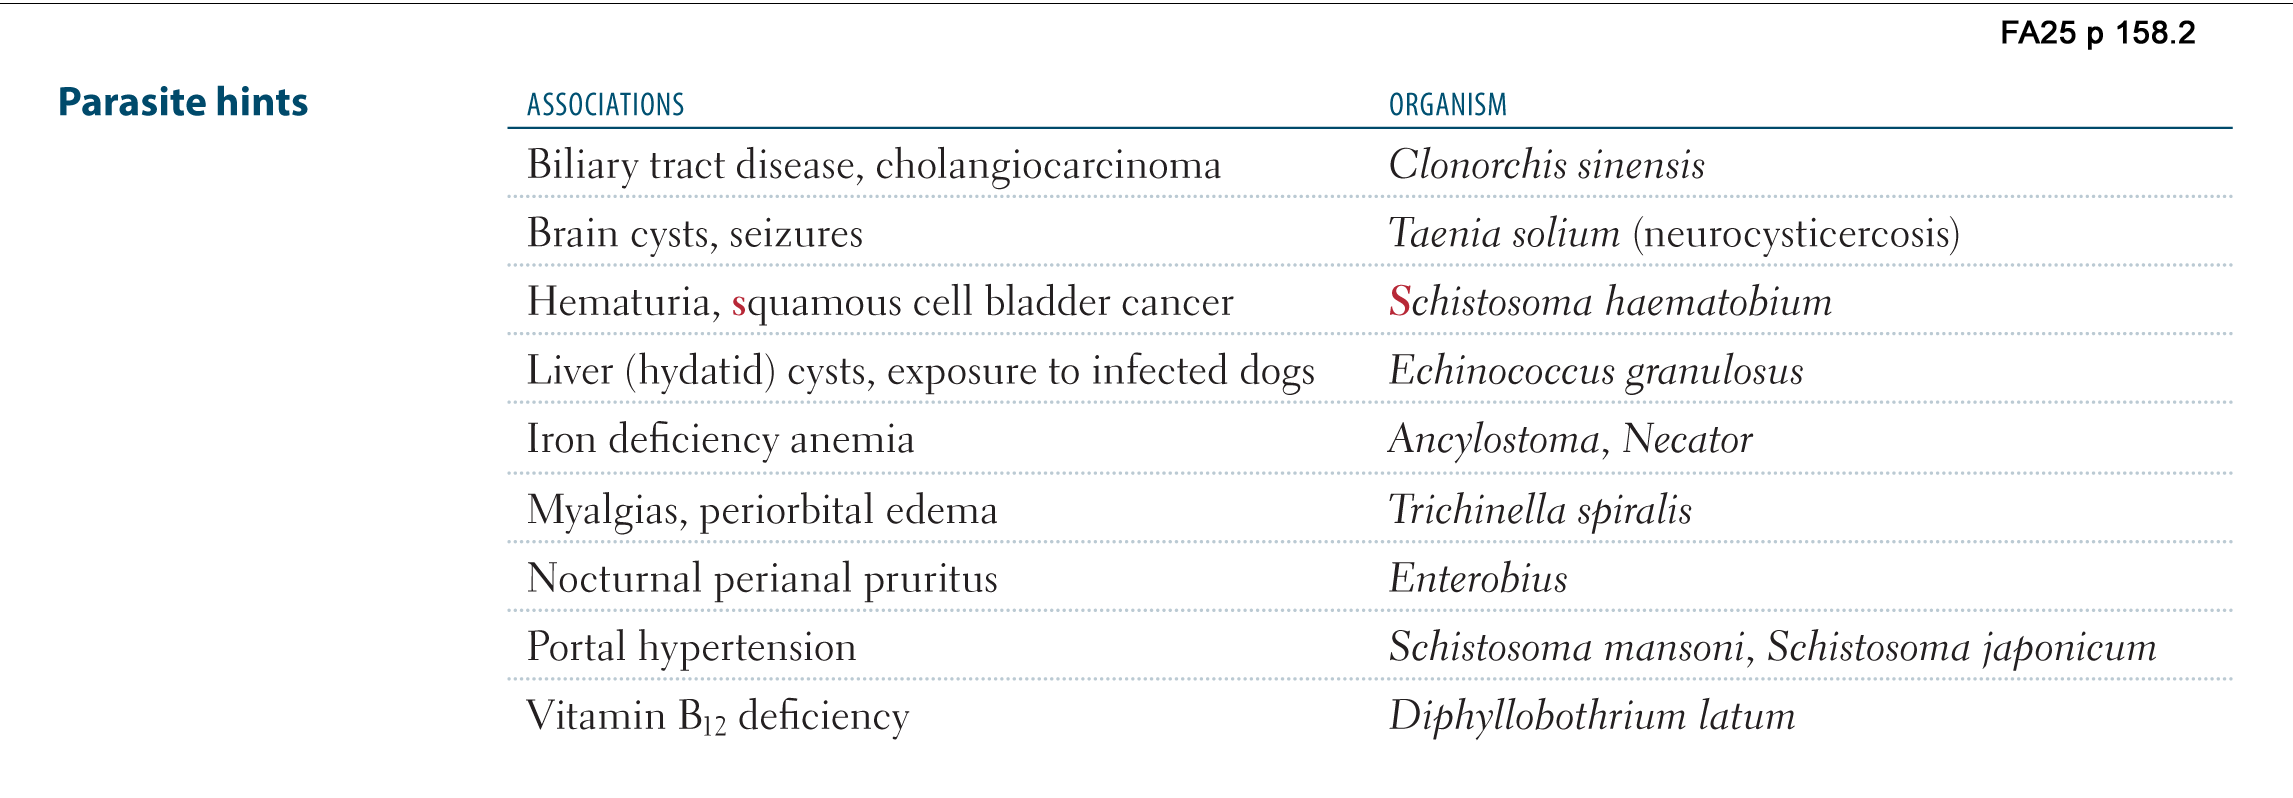 FA25 p 158.2
Parasite hints ASSOCIATIONS ORGANISM
Biliary tract disease, cholangiocarcinoma Clonorchis sinensis
Brain cysts, seizures Taenia solium (neurocysticercosis)
Hematuria, squamous cell bladder cancer Schistosoma haematobium
Liver (hydatid) cysts, exposure to infected dogs Echinococcus granulosus
Iron deficiency anemia Ancylostoma, Necator
Myalgias, periorbital edema Trichinella spiralis
Nocturnal perianal pruritus Enterobius
Portal hypertension Schistosoma mansoni, Schistosoma japonicum
Vitamin B12 deficiency Diphyllobothrium latum